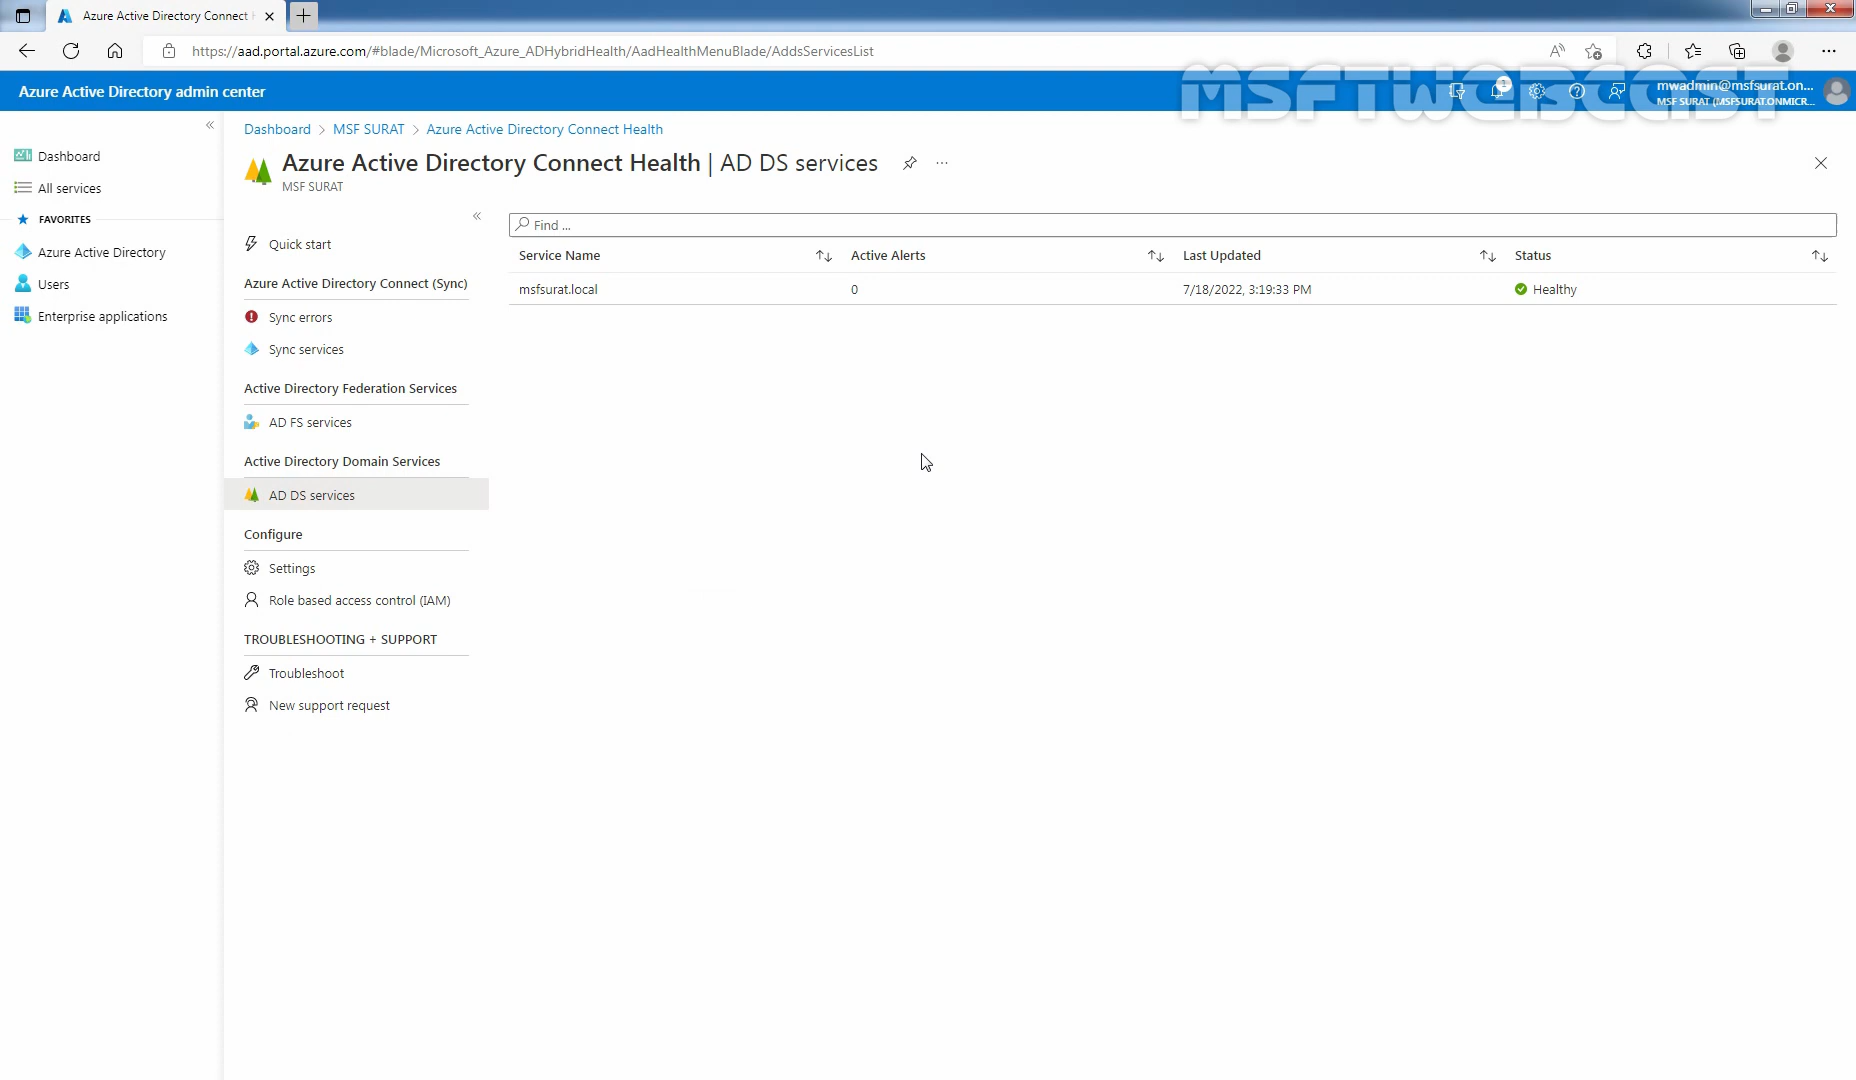 Azure Active Directory Connect H
https://aad.portal.azure.com/#blade/Microsoft_Azure_ADHybridHealth/AadHealthMenuBlade/AddsServicesList
MSFTWEBCAST
Azure Active Directory admin center
mwadmin@msfsurat.on...
MSF SURAT (MSFSURAT.ONMICR...
Dashboard > MSF SURAT > Azure Active Directory Connect Health
Azure Active Directory Connect Health | AD DS services
MSF SURAT
Dashboard
All services
FAVORITES
Azure Active Directory
Users
Enterprise applications
Quick start
Azure Active Directory Connect (Sync)
Sync errors
Sync services
Active Directory Federation Services
AD FS services
Active Directory Domain Services
AD DS services
Configure
Settings
Role based access control (IAM)
TROUBLESHOOTING + SUPPORT
Troubleshoot
New support request
Find ...
Service Name Active Alerts Last Updated Status
msfsurat.local 0 7/18/2022, 3:19:33 PM Healthy